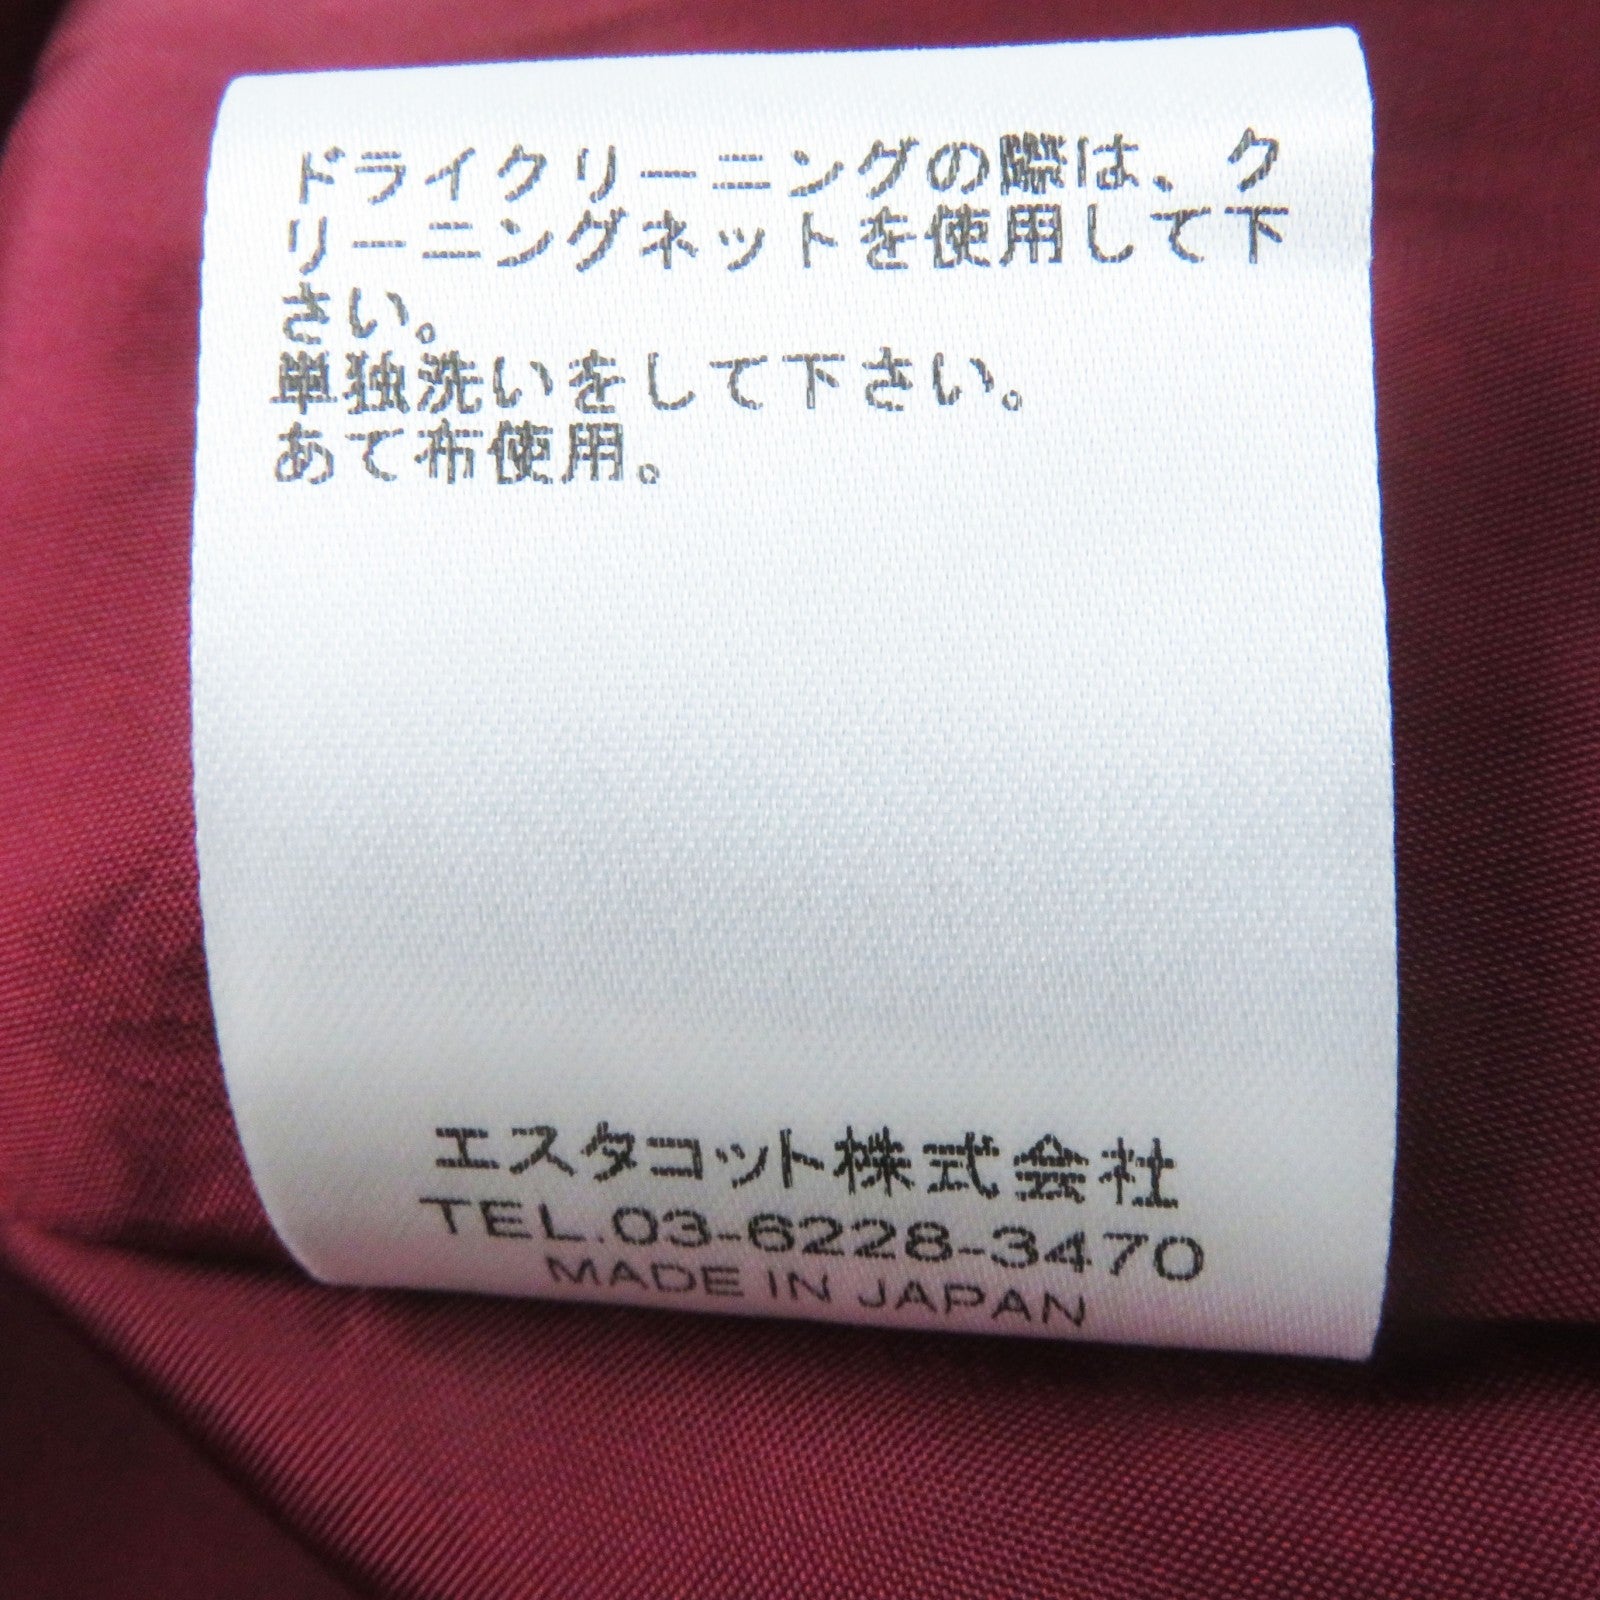 ドライクリーニングの際は、ク
リーニングネットを使用して下
さい。
単独洗いをして下さい。
あて布使用。
エスタコット株式会社
TEL.03-6228-3470
MADE IN JAPAN